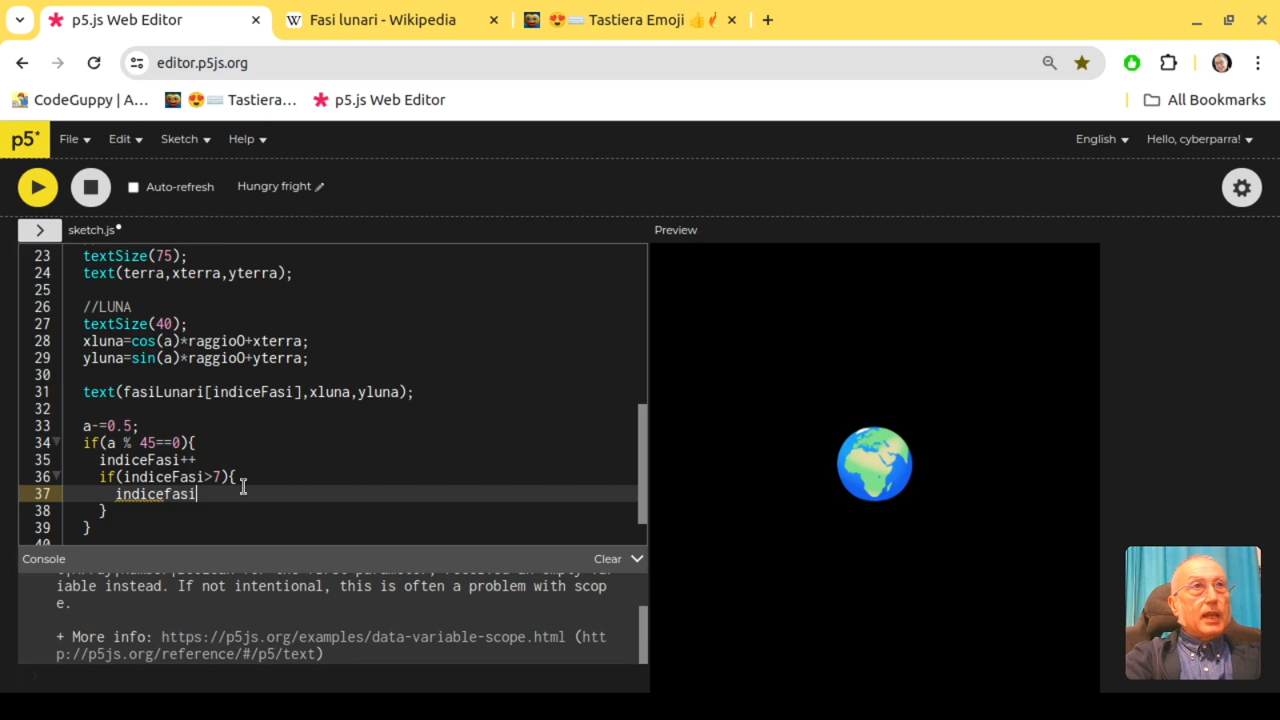 p5.js Web Editor
Fasi lunari - Wikipedia
😍⌨️ Tastiera Emoji 👍🔥
editor.p5js.org
CodeGuppy | A...
😍⌨️ Tastiera...
p5.js Web Editor
All Bookmarks
p5*
File
Edit
Sketch
Help
English
Hello, cyberparra!
Auto-refresh
Hungry fright
sketch.js
Preview
23 textSize(75);
24 text(terra,xterra,yterra);
25
26 //LUNA
27 textSize(40);
28 xluna=cos(a)*raggioO+xterra;
29 yluna=sin(a)*raggioO+yterra;
30
31 text(fasiLunari[indiceFasi],xluna,yluna);
32
33 a-=0.5;
34 if(a % 45==0){
35 indiceFasi++
36 if(indiceFasi>7){
37 indicefasi
38 }
39 }
40
Console
Clear
iable instead. If not intentional, this is often a problem with scop
e.
+ More info: https://p5js.org/examples/data-variable-scope.html (htt
p://p5js.org/reference/#/p5/text)